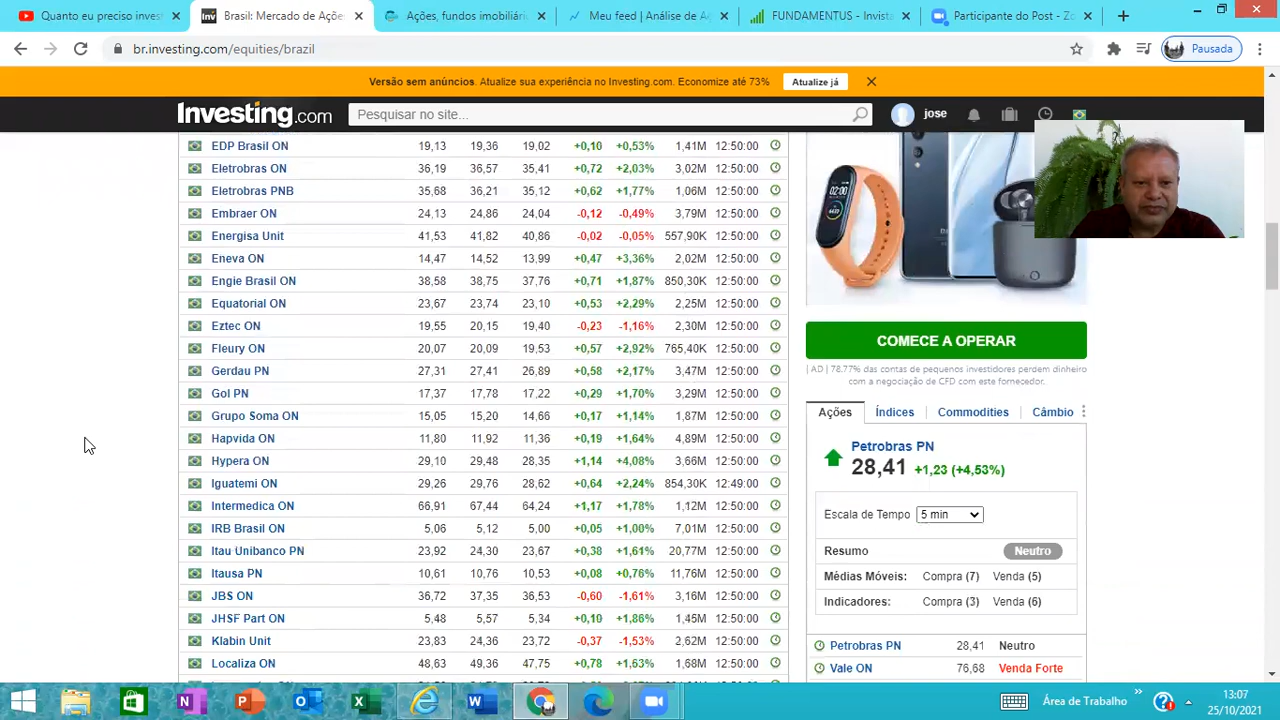 Quanto eu preciso invest
Brasil: Mercado de Açõe
Ações, fundos imobiliári
Meu feed | Análise de A
FUNDAMENTUS - Invista
Participante do Post - Zo
br.investing.com/equities/brazil
Pausada
Versão sem anúncios. Atualize sua experiência no Investing.com. Economize até 73%
Atualize já
Investing.com
Pesquisar no site...
jose
EDP Brasil ON 19,13 19,36 19,02 +0,10 +0,53% 1,41M 12:50:00
Eletrobras ON 36,19 36,57 35,41 +0,72 +2,03% 3,02M 12:50:00
Eletrobras PNB 35,68 36,21 35,12 +0,62 +1,77% 1,06M 12:50:00
Embraer ON 24,13 24,86 24,04 -0,12 -0,49% 3,79M 12:50:00
Energisa Unit 41,53 41,82 40,86 -0,02 -0,05% 557,90K 12:50:00
Eneva ON 14,47 14,52 13,99 +0,47 +3,36% 2,02M 12:50:00
Engie Brasil ON 38,58 38,75 37,76 +0,71 +1,87% 850,30K 12:50:00
Equatorial ON 23,67 23,74 23,10 +0,53 +2,29% 2,25M 12:50:00
Eztec ON 19,55 20,15 19,40 -0,23 -1,16% 2,30M 12:50:00
Fleury ON 20,07 20,09 19,53 +0,57 +2,92% 765,40K 12:50:00
Gerdau PN 27,31 27,41 26,89 +0,58 +2,17% 3,47M 12:50:00
Gol PN 17,37 17,78 17,22 +0,29 +1,70% 3,29M 12:50:00
Grupo Soma ON 15,05 15,20 14,66 +0,17 +1,14% 1,87M 12:50:00
Hapvida ON 11,80 11,92 11,36 +0,19 +1,64% 4,89M 12:50:00
Hypera ON 29,10 29,48 28,35 +1,14 +4,08% 3,66M 12:50:00
Iguatemi ON 29,26 29,76 28,62 +0,64 +2,24% 854,30K 12:49:00
Intermedica ON 66,91 67,44 64,24 +1,17 +1,78% 1,12M 12:50:00
IRB Brasil ON 5,06 5,12 5,00 +0,05 +1,00% 7,01M 12:50:00
Itau Unibanco PN 23,92 24,30 23,67 +0,38 +1,61% 20,77M 12:50:00
Itausa PN 10,61 10,76 10,53 +0,08 +0,76% 11,76M 12:50:00
JBS ON 36,72 37,35 36,53 -0,60 -1,61% 3,16M 12:50:00
JHSF Part ON 5,48 5,57 5,34 +0,10 +1,86% 1,45M 12:50:00
Klabin Unit 23,83 24,36 23,72 -0,37 -1,53% 2,62M 12:50:00
Localiza ON 48,63 49,36 47,75 +0,78 +1,63% 1,68M 12:50:00
02:00
COMECE A OPERAR
| AD | 78,77% das contas de pequenos investidores perdem dinheiro
com a negociação de CFD com este fornecedor.
Ações Índices Commodities Câmbio
Petrobras PN
28,41 +1,23 (+4,53%)
Escala de Tempo 5 min
Resumo Neutro
Médias Móveis: Compra (7) Venda (5)
Indicadores: Compra (3) Venda (6)
Petrobras PN 28,41 Neutro
Vale ON 76,68 Venda Forte
Área de Trabalho
13:07
25/10/2021